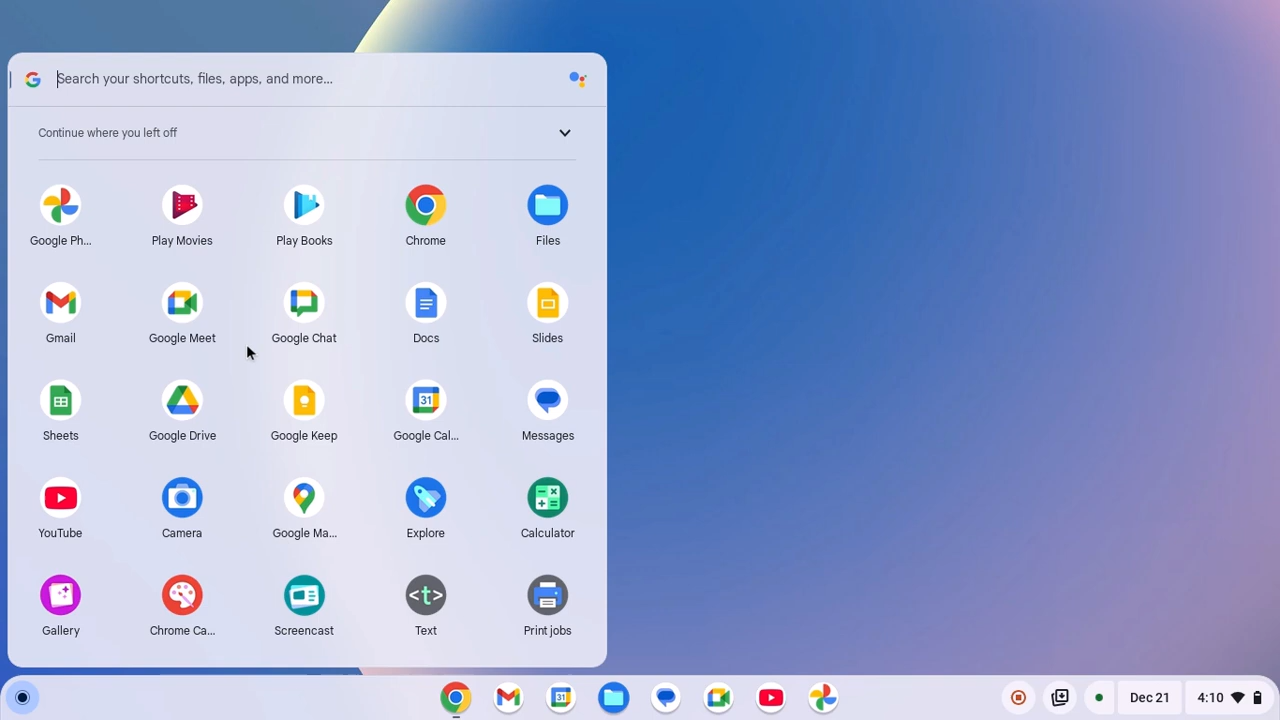 Search your shortcuts, files, apps, and more...
Continue where you left off
Google Ph... Play Movies Play Books Chrome Files
Gmail Google Meet Google Chat Docs Slides
31
Sheets Google Drive Google Keep Google Cal... Messages
YouTube Camera Google Ma... Explore Calculator
<t>
Gallery Chrome Ca... Screencast Text Print jobs
31 Dec 21 4:10